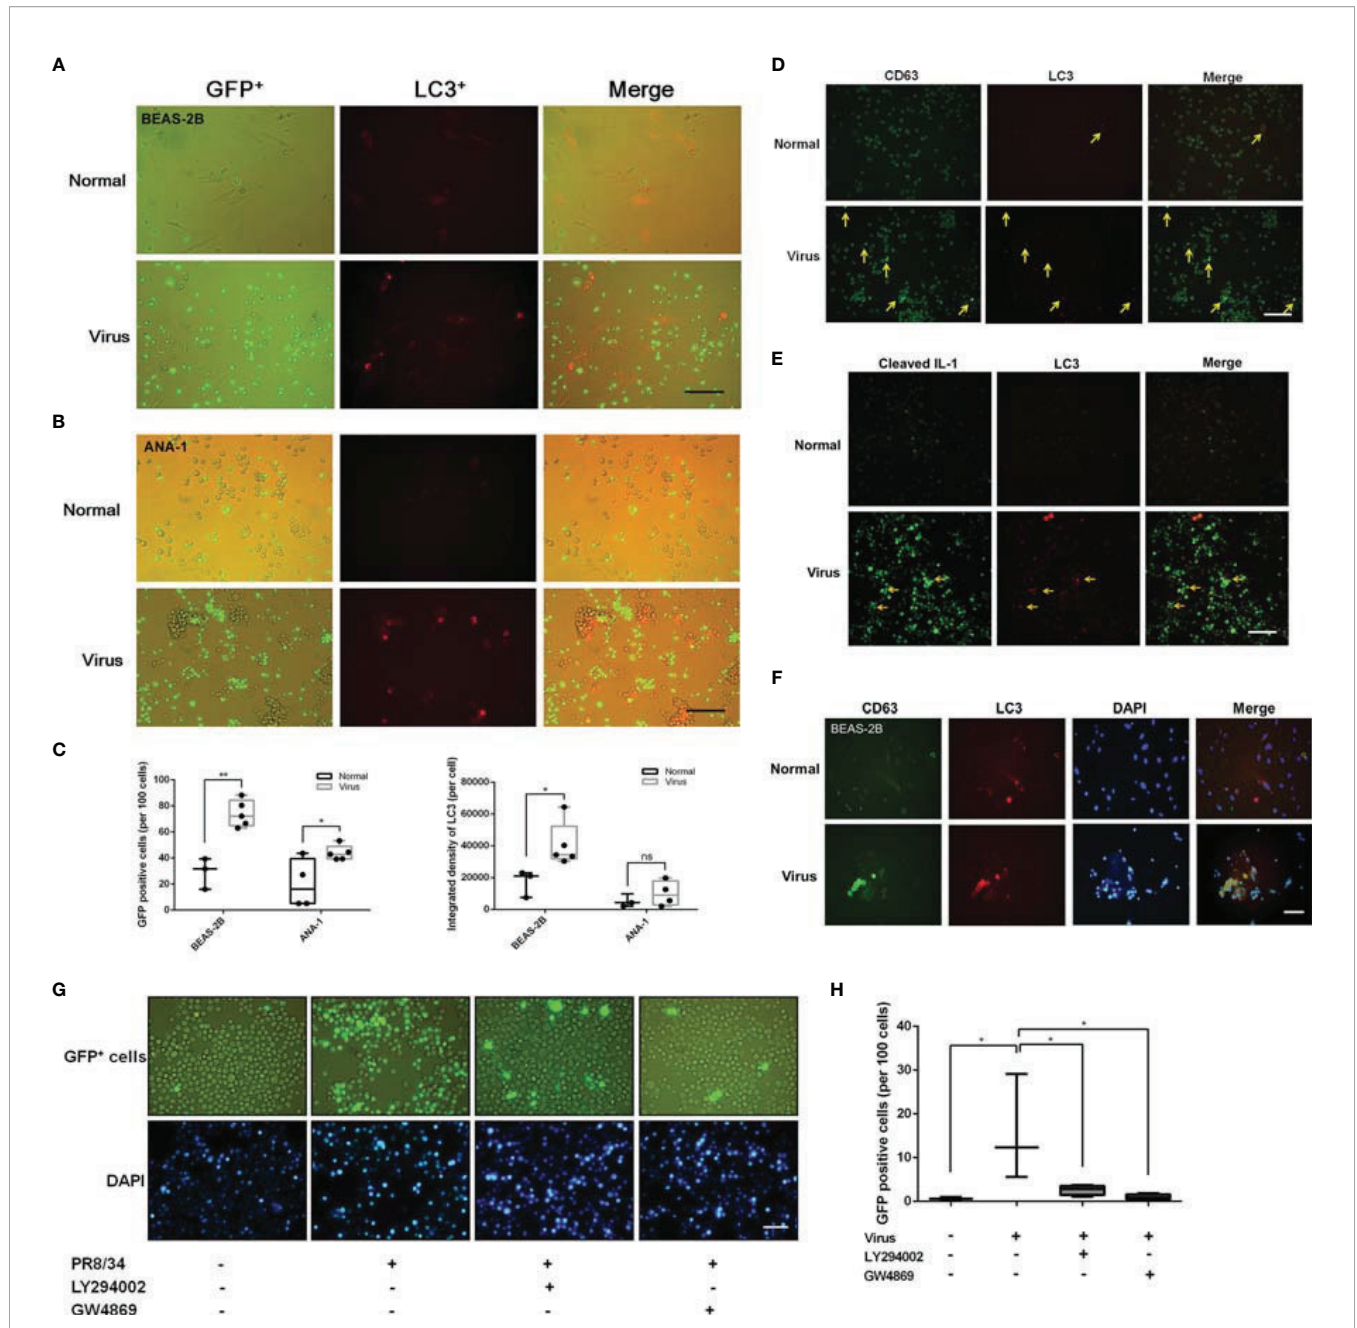 A
GFP⁺ LC3⁺ Merge
BEAS-2B
Normal
Virus
B
ANA-1
Normal
Virus
C
GFP positive cells (per 100 cells)
100
80
60
40
20
0
**
*
Normal
Virus
BEAS-2B
ANA-1
Integrated density of LC3 (per cell)
80000
60000
40000
20000
0
*
ns
Normal
Virus
BEAS-2B
ANA-1
D
CD63 LC3 Merge
Normal
Virus
E
Cleaved IL-1 LC3 Merge
Normal
Virus
F
CD63 LC3 DAPI Merge
BEAS-2B
Normal
Virus
G
GFP⁺ cells
DAPI
PR8/34 - + + +
LY294002 - - + -
GW4869 - - - +
H
GFP positive cells (per 100 cells)
40
30
20
10
0
*
*
*
Virus - + + +
LY294002 - - + -
GW4869 - - - +